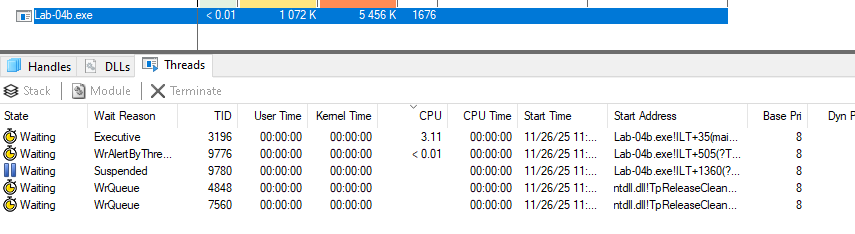 Lab-04b.exe < 0.01 1 072 K 5 456 K 1676
Handles DLLs Threads
Stack Module Terminate
State Wait Reason TID User Time Kernel Time CPU CPU Time Start Time Start Address Base Pri Dyn P
Waiting Executive 3196 00:00:00 00:00:00 3.11 00:00:00 11/26/25 11:... Lab-04b.exe!ILT+35(mai... 8
Waiting WrAlertByThre... 9776 00:00:00 00:00:00 < 0.01 00:00:00 11/26/25 11:... Lab-04b.exe!ILT+505(?T... 8
Waiting Suspended 9780 00:00:00 00:00:00 00:00:00 11/26/25 11:... Lab-04b.exe!ILT+1360(?... 8
Waiting WrQueue 4848 00:00:00 00:00:00 00:00:00 11/26/25 11:... ntdll.dll!TpReleaseClean... 8
Waiting WrQueue 7560 00:00:00 00:00:00 00:00:00 11/26/25 11:... ntdll.dll!TpReleaseClean... 8